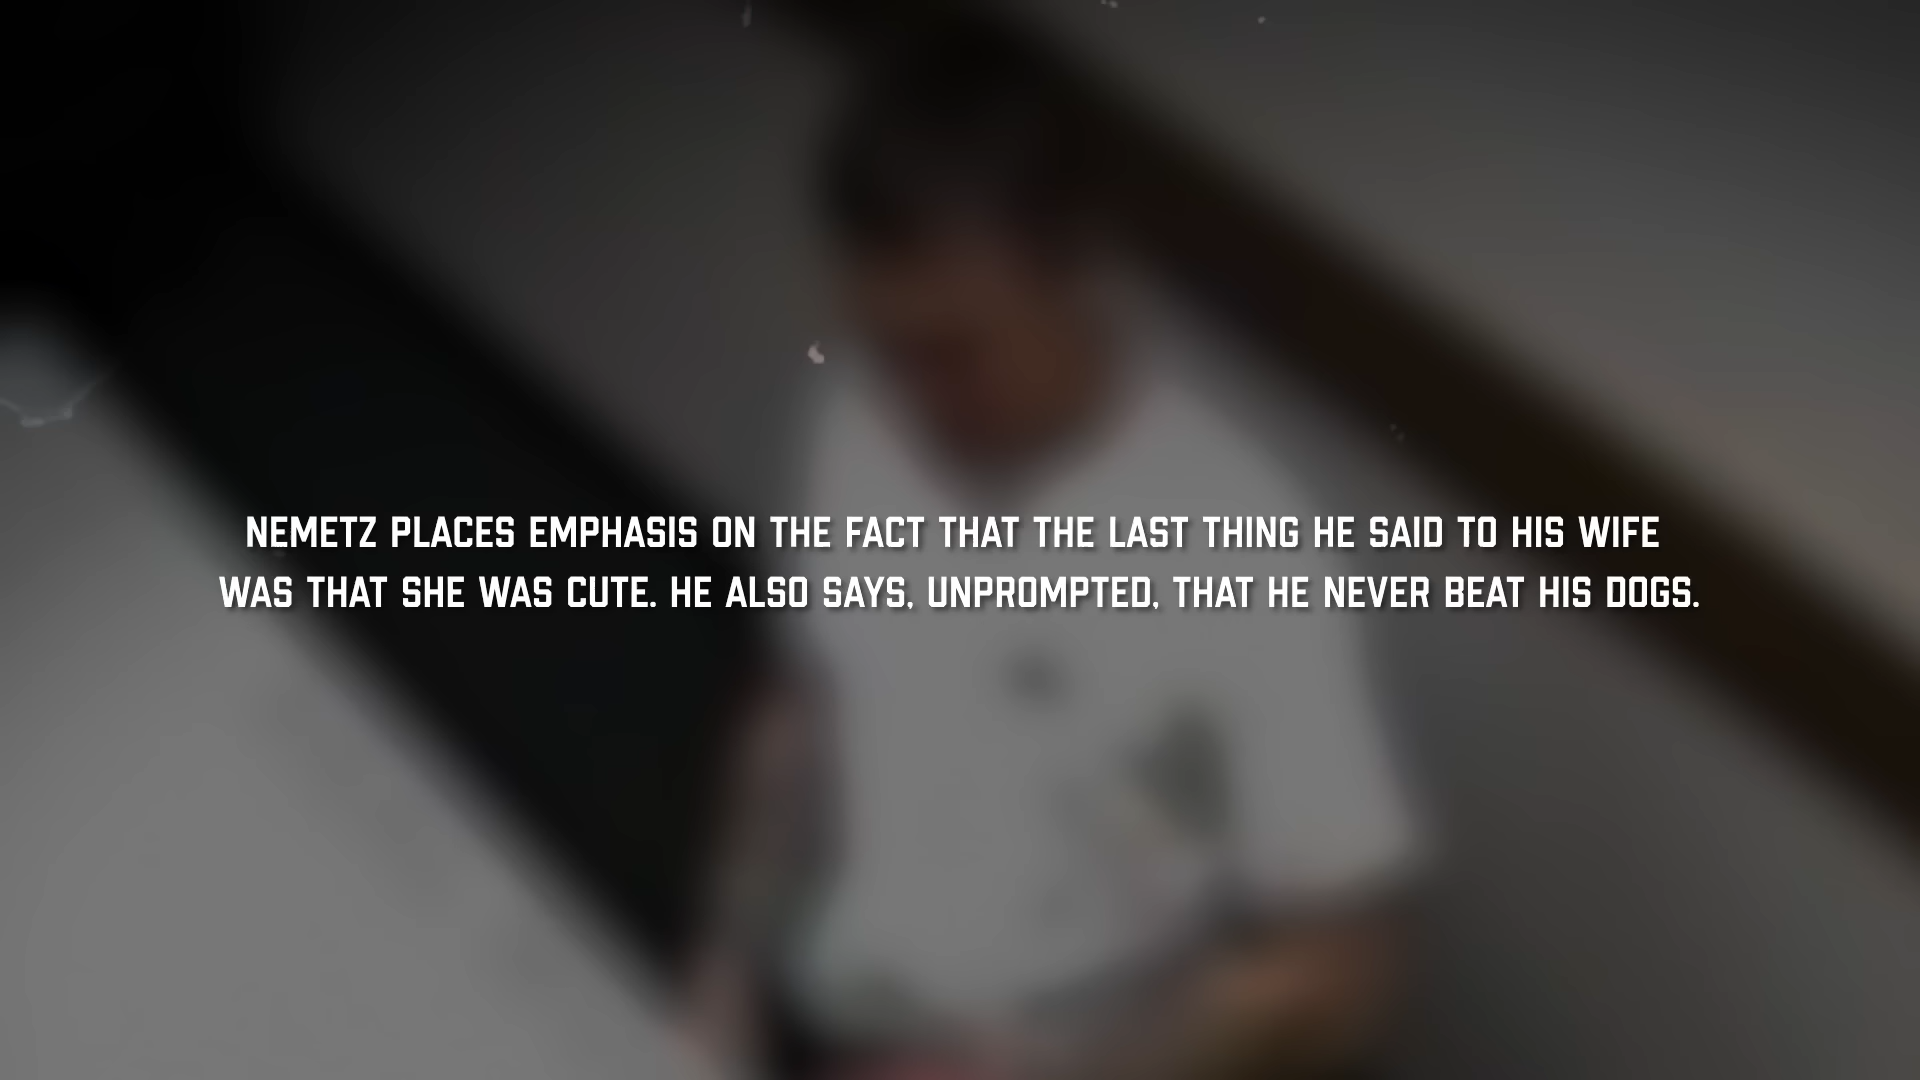 NEMETZ PLACES EMPHASIS ON THE FACT THAT THE LAST THING HE SAID TO HIS WIFE
WAS THAT SHE WAS CUTE. HE ALSO SAYS, UNPROMPTED, THAT HE NEVER BEAT HIS DOGS.